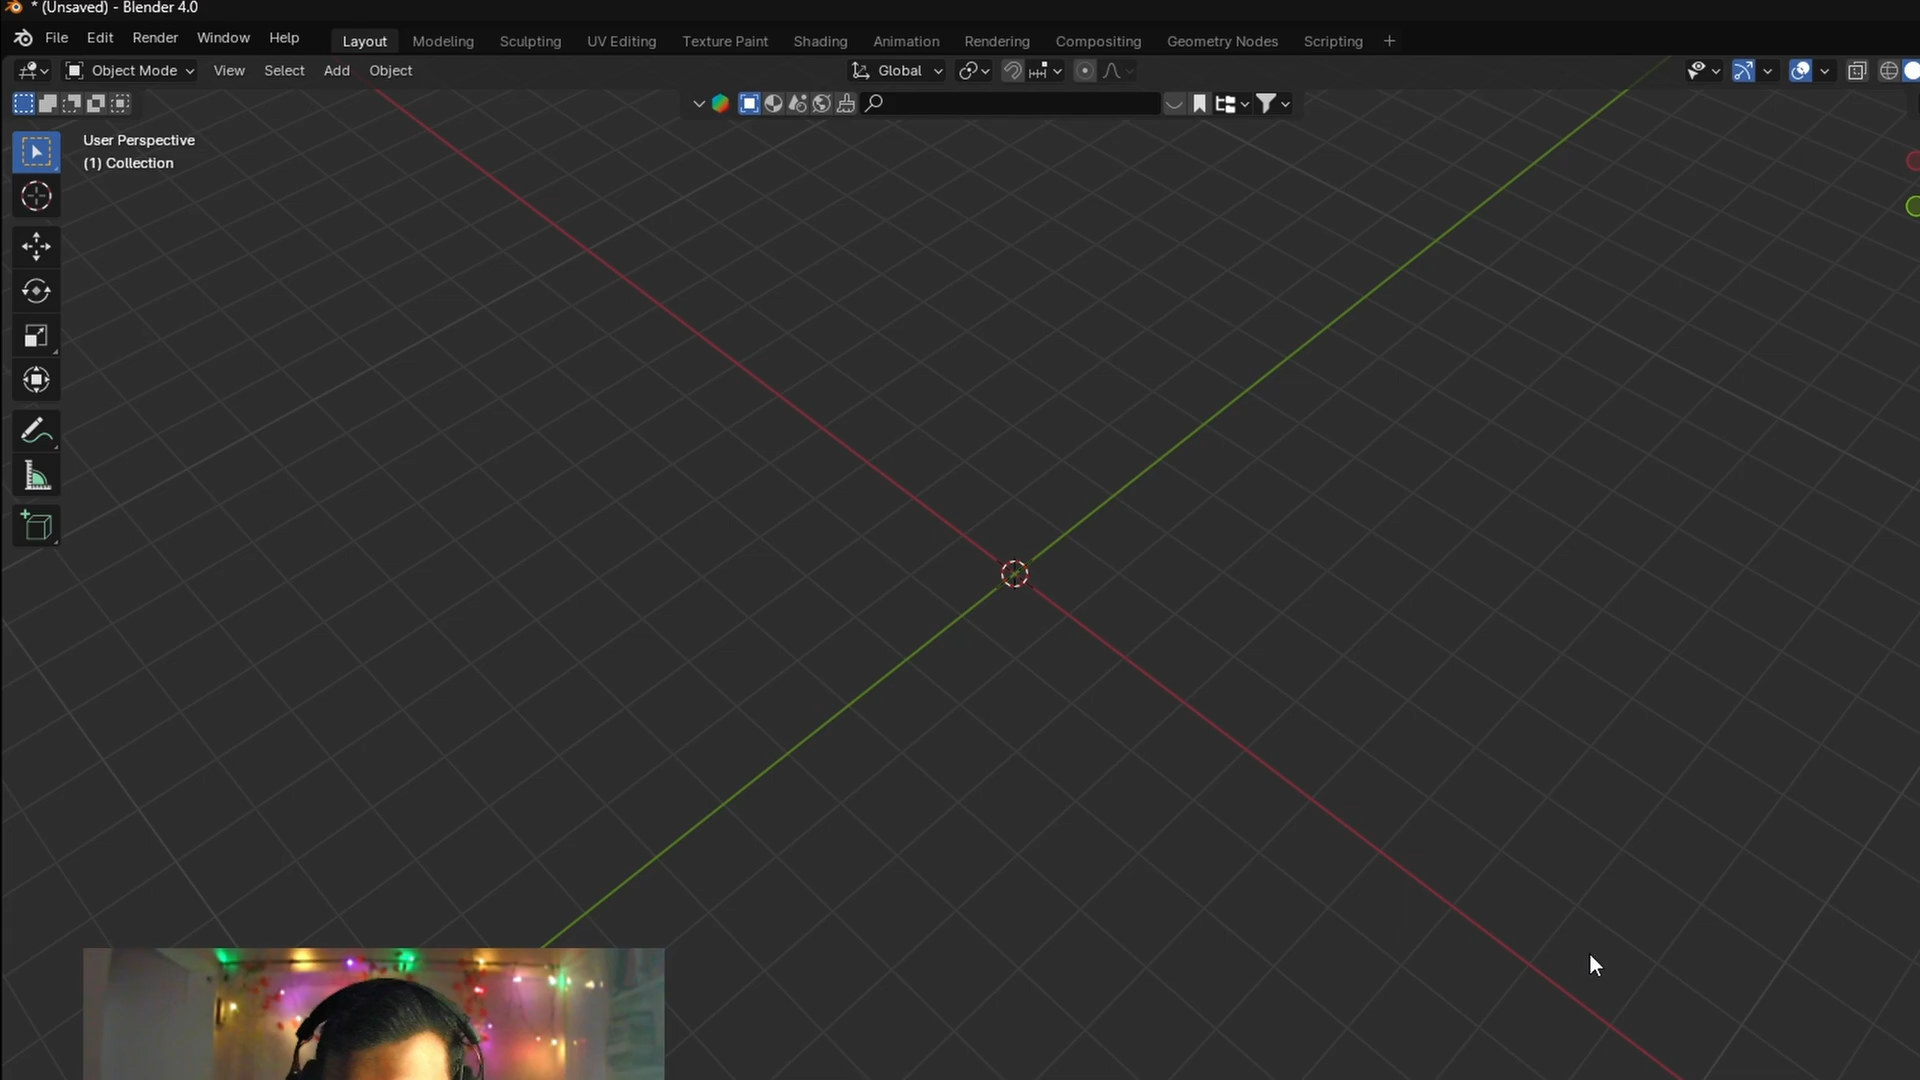 * (Unsaved) - Blender 4.0
File Edit Render Window Help Layout Modeling Sculpting UV Editing Texture Paint Shading Animation Rendering Compositing Geometry Nodes Scripting +
Object Mode View Select Add Object Global
User Perspective
(1) Collection